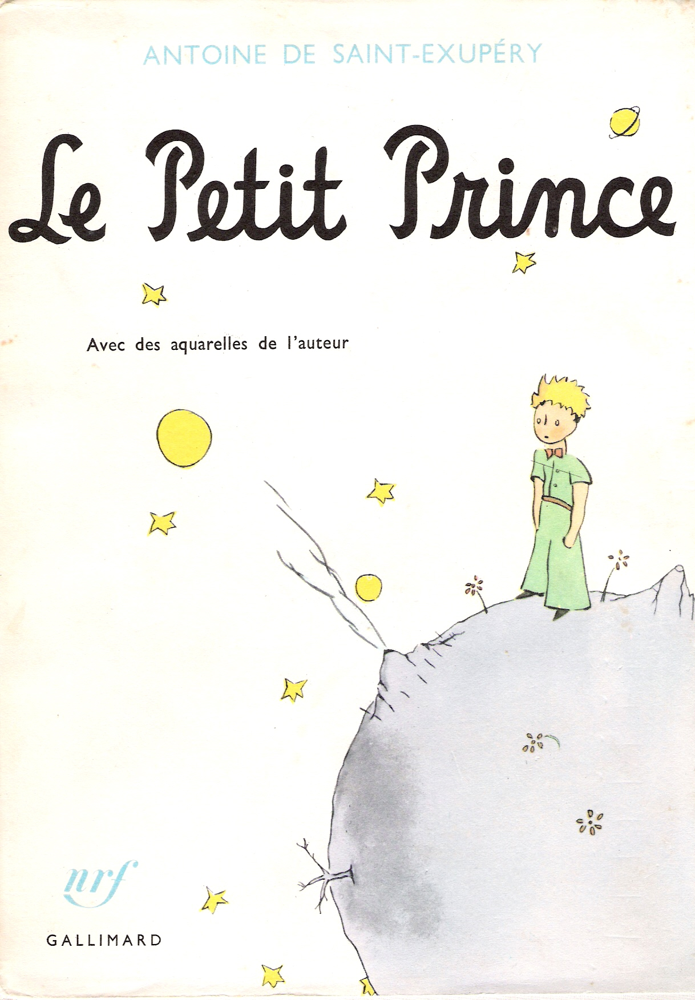 ANTOINE DE SAINT-EXUPÉRY
Le Petit Prince
Avec des aquarelles de l'auteur
nrf
GALLIMARD